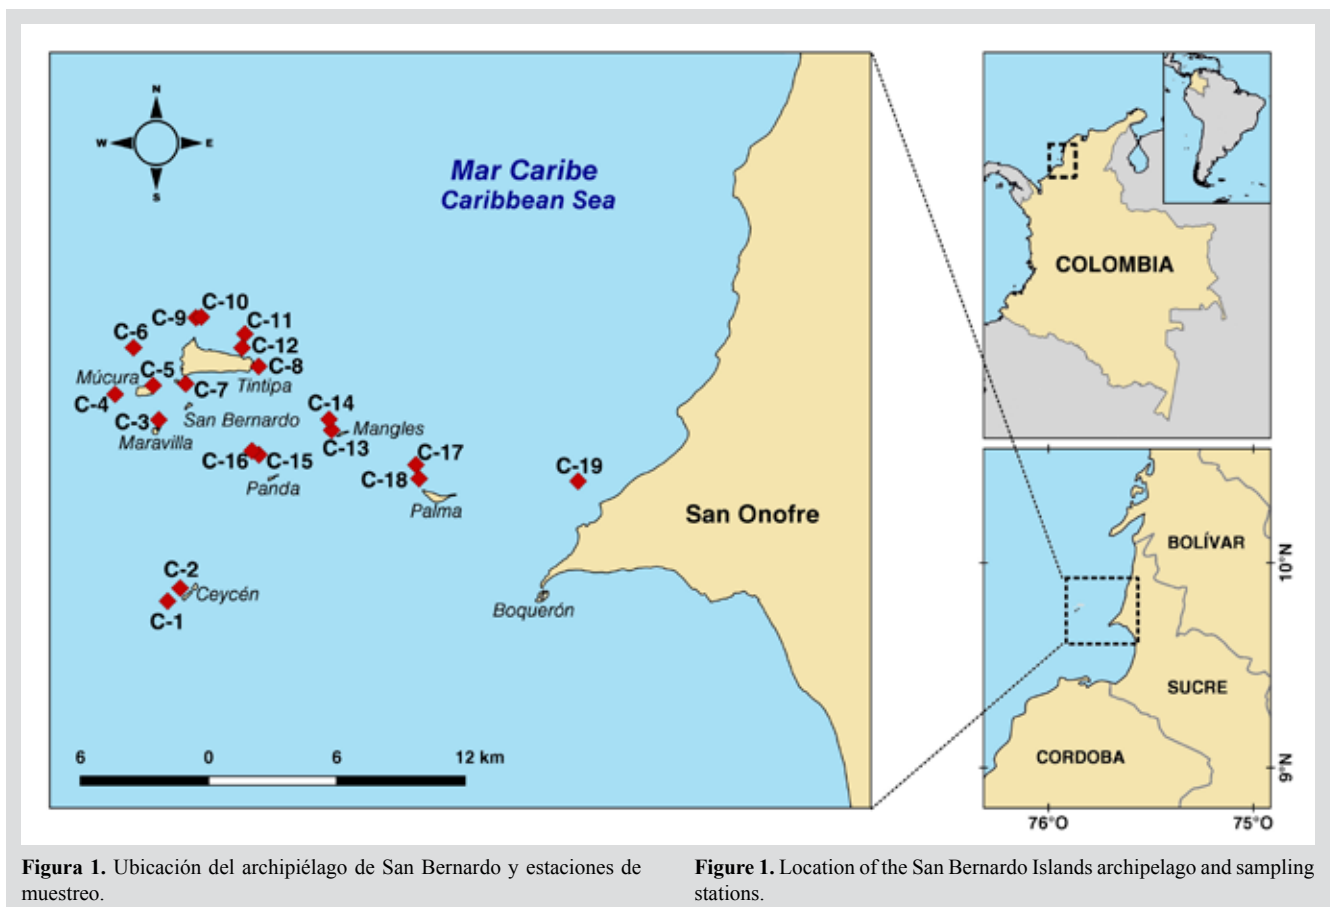 N
W E
S
Mar Caribe
Caribbean Sea
C-10
C-9
C-11
C-6
C-12
C-5
C-8
Múcura
Tintipa
C-7
C-4
C-14
C-3
San Bernardo
Mangles
Maravilla
C-13
C-17
C-16
C-15
C-19
C-18
Panda
Palma
San Onofre
C-2
Ceycén
Boquerón
C-1
6 0 6 12 km
COLOMBIA
BOLÍVAR
10°N
SUCRE
CORDOBA
9°N
76°O 75°O
Figura 1. Ubicación del archipiélago de San Bernardo y estaciones de
muestreo.
Figure 1. Location of the San Bernardo Islands archipelago and sampling
stations.